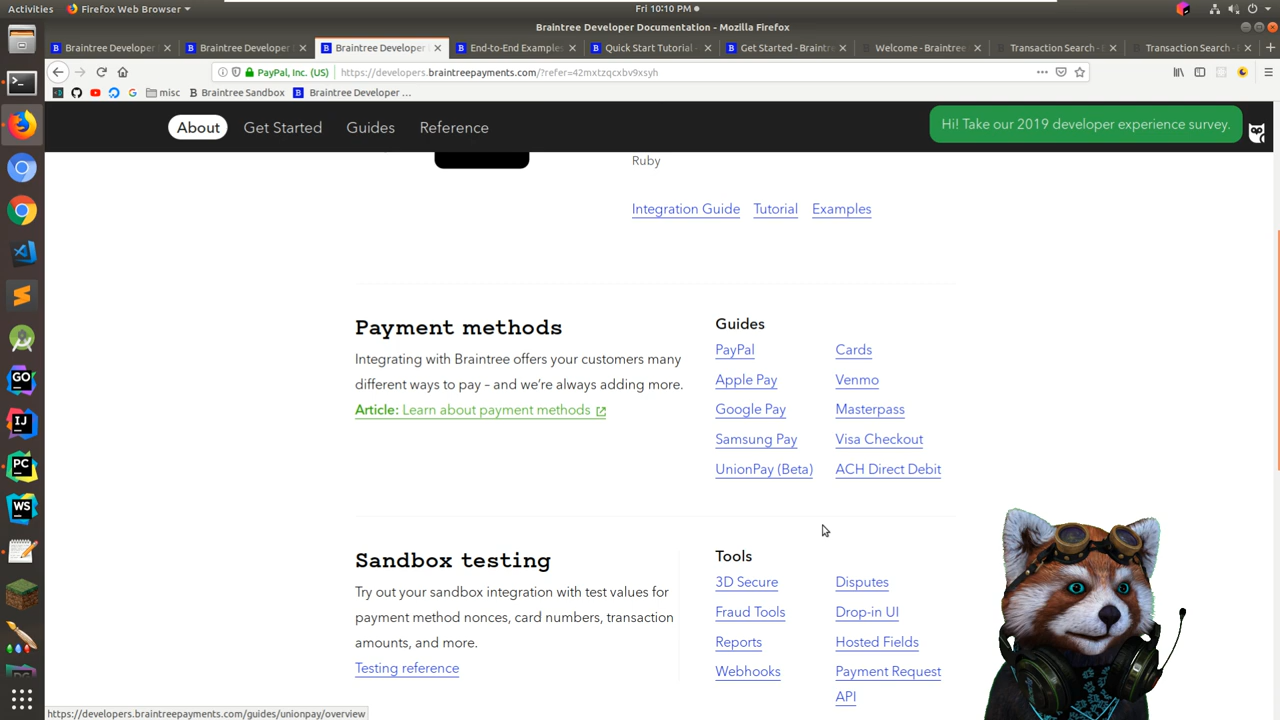 Activities
Firefox Web Browser
Fri 10:10 PM
Braintree Developer Documentation - Mozilla Firefox
Braintree Developer
Braintree Developer
Braintree Developer
End-to-End Examples
Quick Start Tutorial -
Get Started - Braintre
Welcome - Braintree
Transaction Search - E
Transaction Search - E
PayPal, Inc. (US)
https://developers.braintreepayments.com/?refer=42mxtzqcxbv9xsyh
misc
Braintree Sandbox
Braintree Developer ...
About
Get Started
Guides
Reference
Hi! Take our 2019 developer experience survey.
Ruby
Integration Guide
Tutorial
Examples
Payment methods
Integrating with Braintree offers your customers many
different ways to pay – and we're always adding more.
Article: Learn about payment methods
Guides
PayPal
Cards
Apple Pay
Venmo
Google Pay
Masterpass
Samsung Pay
Visa Checkout
UnionPay (Beta)
ACH Direct Debit
Sandbox testing
Try out your sandbox integration with test values for
payment method nonces, card numbers, transaction
amounts, and more.
Testing reference
Tools
3D Secure
Disputes
Fraud Tools
Drop-in UI
Reports
Hosted Fields
Webhooks
Payment Request
API
GO
IJ
PC
WS
https://developers.braintreepayments.com/guides/unionpay/overview